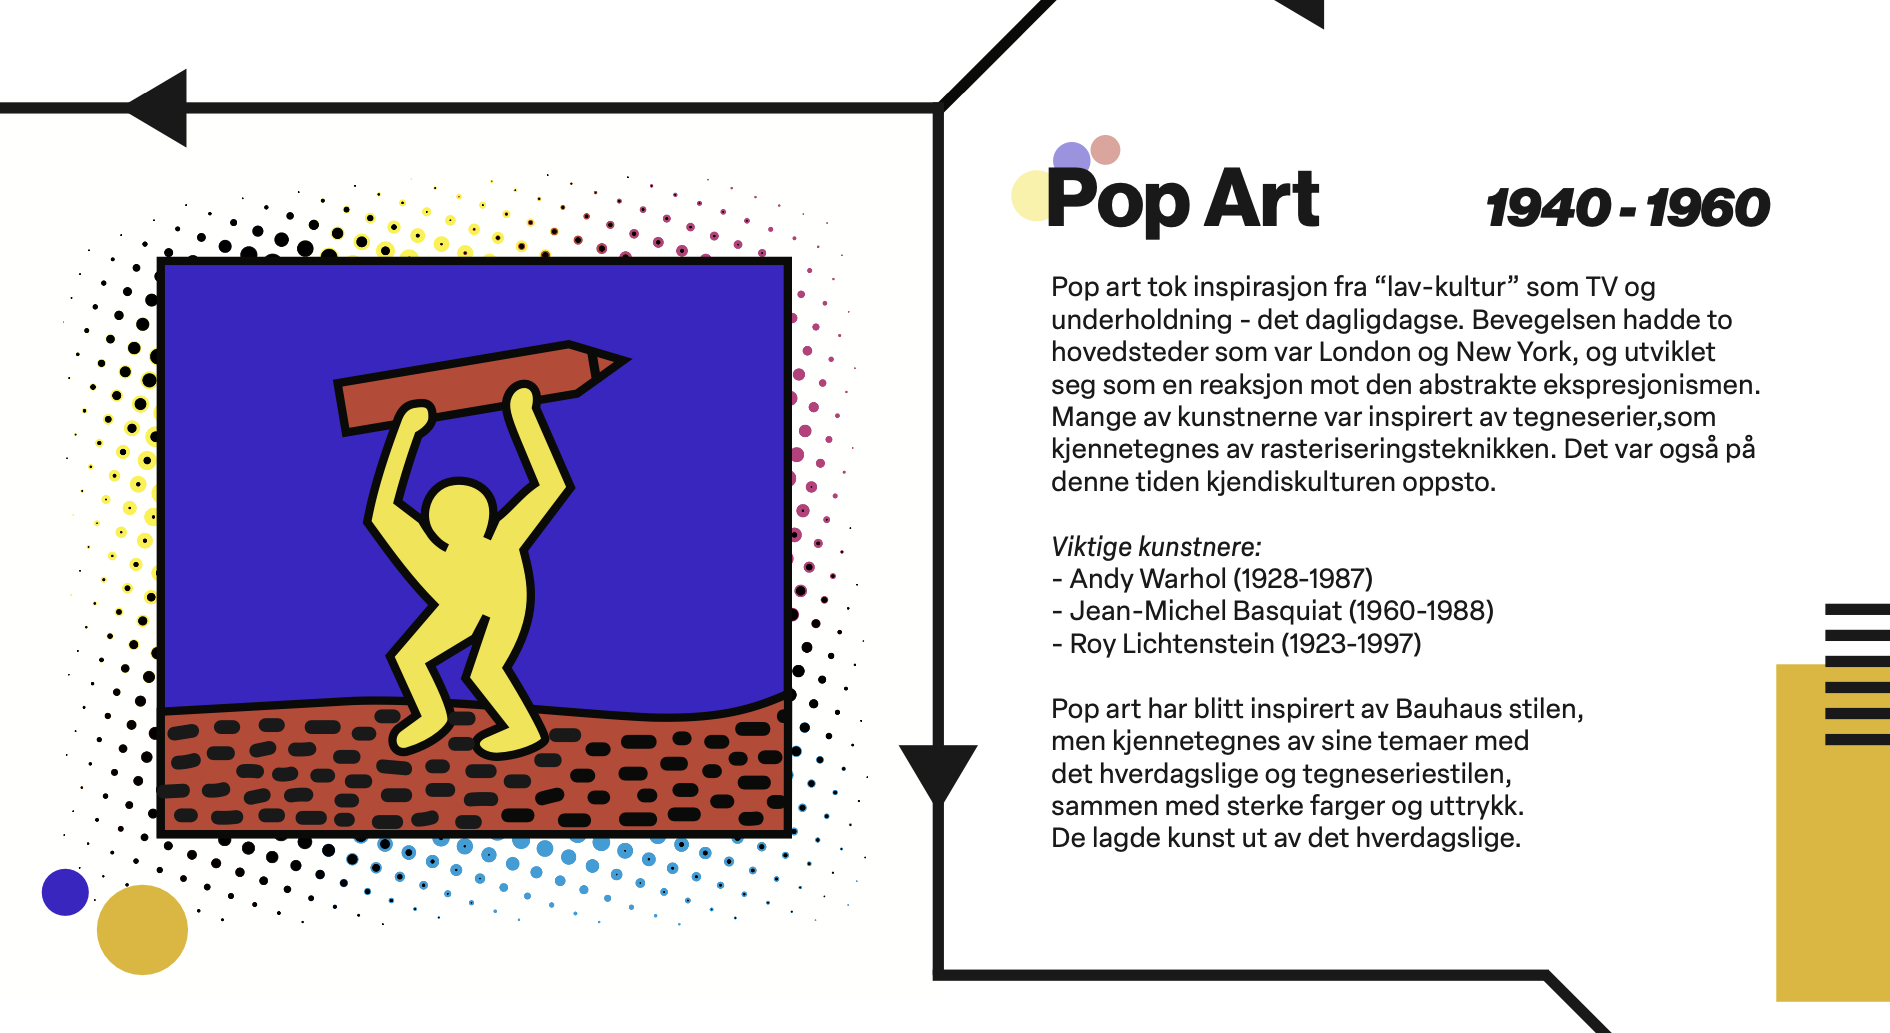 Pop Art
1940 - 1960
Pop art tok inspirasjon fra “lav-kultur” som TV og
underholdning - det dagligdagse. Bevegelsen hadde to
hovedsteder som var London og New York, og utviklet
seg som en reaksjon mot den abstrakte ekspresjonismen.
Mange av kunstnerne var inspirert av tegneserier,som
kjennetegnes av rasteriseringsteknikken. Det var også på
denne tiden kjendiskulturen oppsto.
Viktige kunstnere:
- Andy Warhol (1928-1987)
- Jean-Michel Basquiat (1960-1988)
- Roy Lichtenstein (1923-1997)
Pop art har blitt inspirert av Bauhaus stilen,
men kjennetegnes av sine temaer med
det hverdagslige og tegneseriestilen,
sammen med sterke farger og uttrykk.
De lagde kunst ut av det hverdagslige.